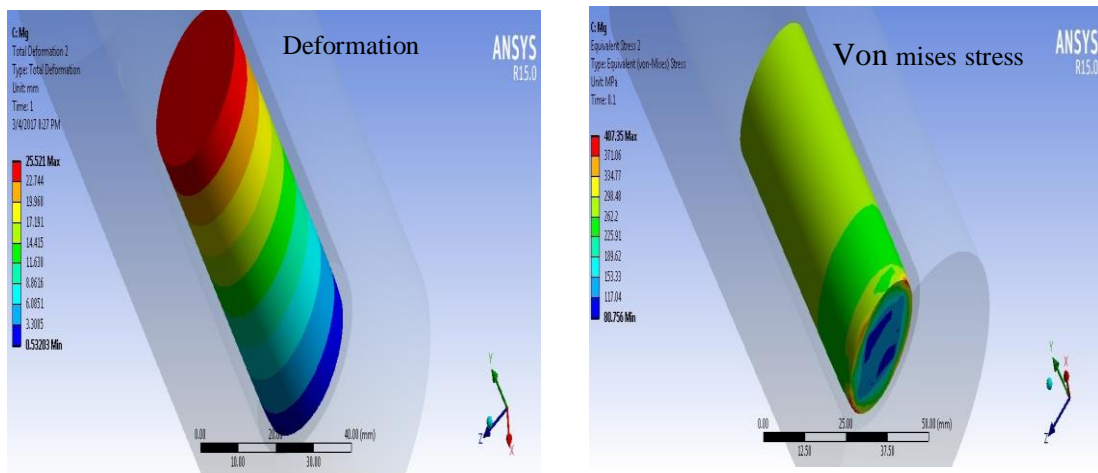 C: Mg
Total Deformation 2
Type: Total Deformation
Unit: mm
Time: 1
3/4/2017 8:27 PM
Deformation
ANSYS
R15.0
25.521 Max
22.744
19.968
17.191
14.415
11.638
8.8616
6.0851
3.3085
0.53203 Min
0.00
20.00
40.00 (mm)
10.00
30.00
Y
Z
X
C: Mg
Equivalent Stress 2
Type: Equivalent (von-Mises) Stress
Unit: MPa
Time: 0.1
Von mises stress
ANSYS
R15.0
407.35 Max
371.06
334.77
298.48
262.2
225.91
189.62
153.33
117.04
80.756 Min
0.00
25.00
50.00 (mm)
12.50
37.50
Y
X
Z